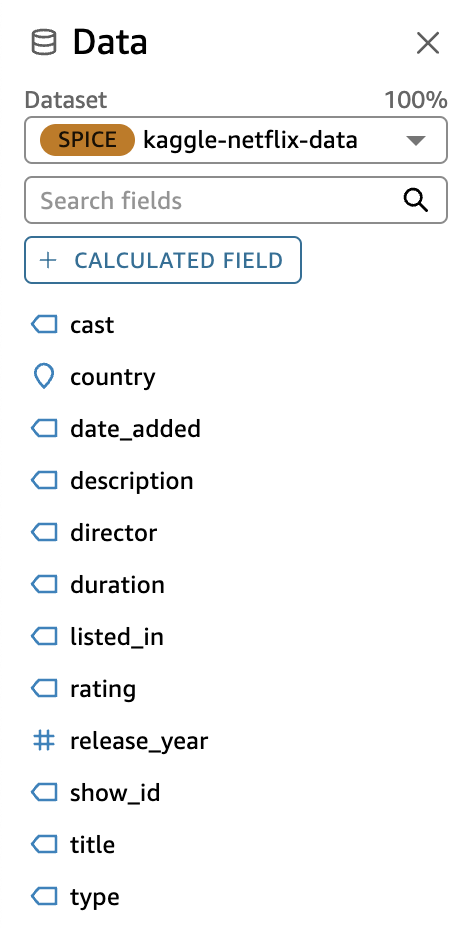 Data
Dataset 100%
SPICE kaggle-netflix-data
Search fields
+ CALCULATED FIELD
cast
country
date_added
description
director
duration
listed_in
rating
release_year
show_id
title
type